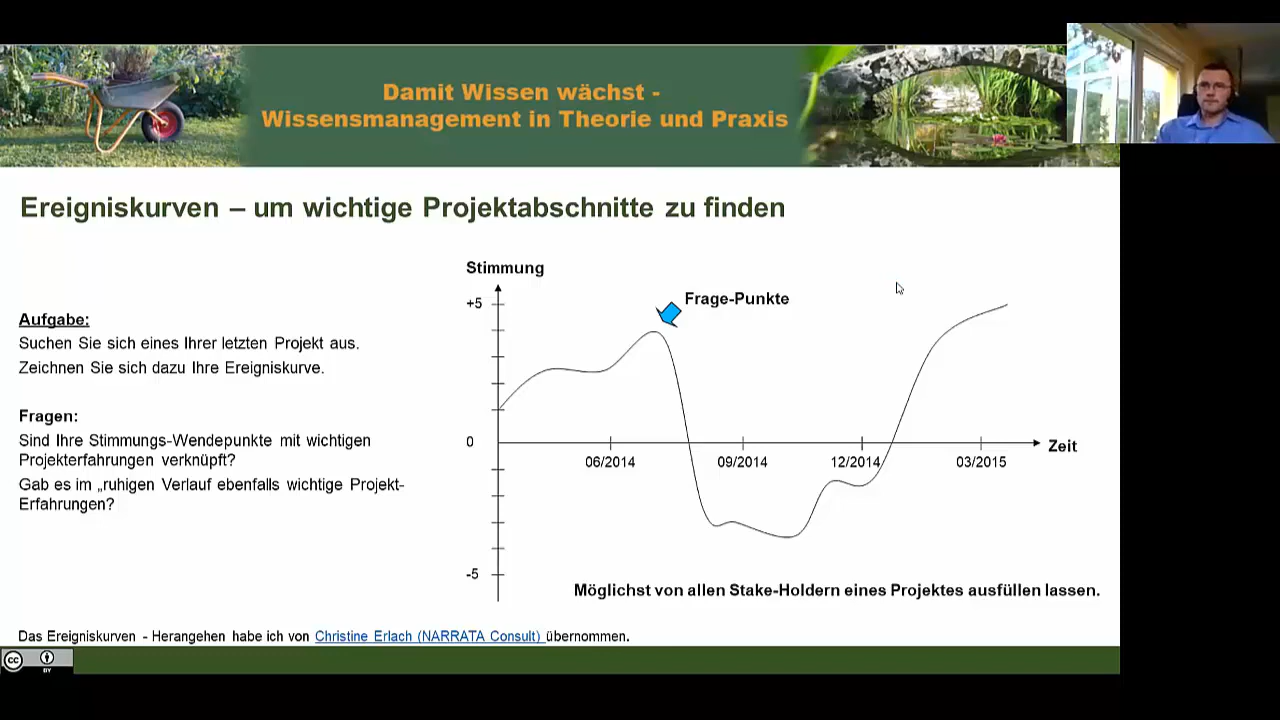 Damit Wissen wächst -
Wissensmanagement in Theorie und Praxis
Ereigniskurven – um wichtige Projektabschnitte zu finden
Aufgabe:
Suchen Sie sich eines Ihrer letzten Projekt aus.
Zeichnen Sie sich dazu Ihre Ereigniskurve.
Fragen:
Sind Ihre Stimmungs-Wendepunkte mit wichtigen
Projekterfahrungen verknüpft?
Gab es im „ruhigen Verlauf ebenfalls wichtige Projekt-
Erfahrungen?
Stimmung
+5
Frage-Punkte
0
Zeit
06/2014 09/2014 12/2014 03/2015
-5
Möglichst von allen Stake-Holdern eines Projektes ausfüllen lassen.
Das Ereigniskurven - Herangehen habe ich von Christine Erlach (NARRATA Consult) übernommen.
cc
BY